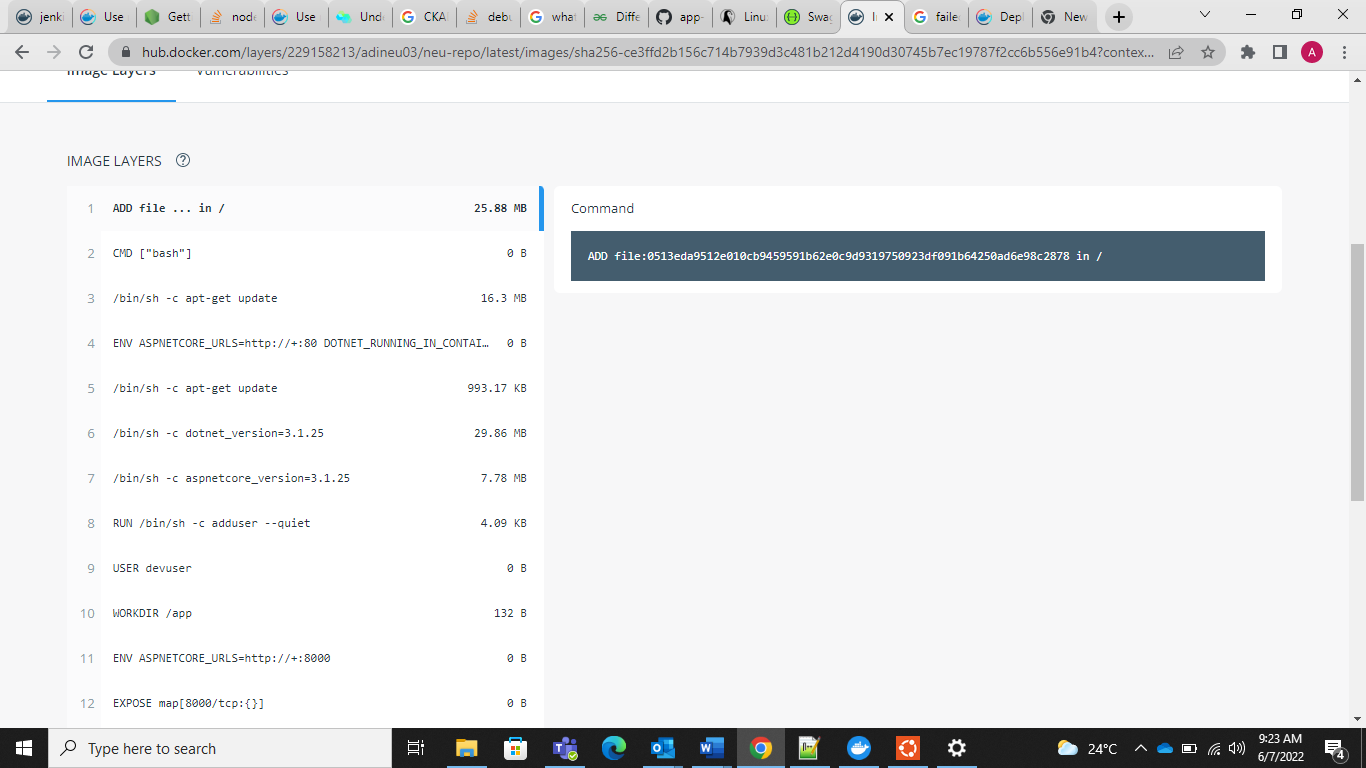 jenki
Use
Gett
node
Use
Und
CKA
debu
what
Diffe
app-
Linu
Swag
I
faile
Depl
New
hub.docker.com/layers/229158213/adineu03/neu-repo/latest/images/sha256-ce3ffd2b156c714b7939d3c481b212d4190d30745b7ec19787f2cc6b556e91b4?contex...
A
Image Layers Vulnerabilities
IMAGE LAYERS ?
1 ADD file ... in / 25.88 MB
2 CMD ["bash"] 0 B
3 /bin/sh -c apt-get update 16.3 MB
4 ENV ASPNETCORE_URLS=http://+:80 DOTNET_RUNNING_IN_CONTAI… 0 B
5 /bin/sh -c apt-get update 993.17 KB
6 /bin/sh -c dotnet_version=3.1.25 29.86 MB
7 /bin/sh -c aspnetcore_version=3.1.25 7.78 MB
8 RUN /bin/sh -c adduser --quiet 4.09 KB
9 USER devuser 0 B
10 WORKDIR /app 132 B
11 ENV ASPNETCORE_URLS=http://+:8000 0 B
12 EXPOSE map[8000/tcp:{}] 0 B
Command
ADD file:0513eda9512e010cb9459591b62e0c9d9319750923df091b64250ad6e98c2878 in /
Type here to search
24°C
9:23 AM
6/7/2022
4